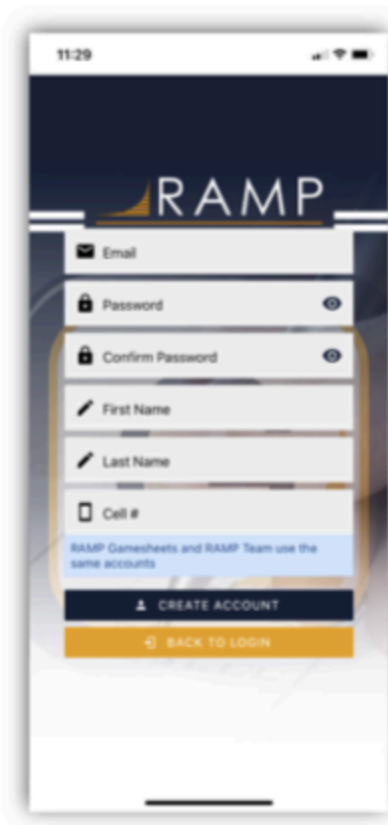 11:29
RAMP
Email
Password
Confirm Password
First Name
Last Name
Cell #
RAMP Gamesheets and RAMP Team use the
same accounts
CREATE ACCOUNT
BACK TO LOGIN